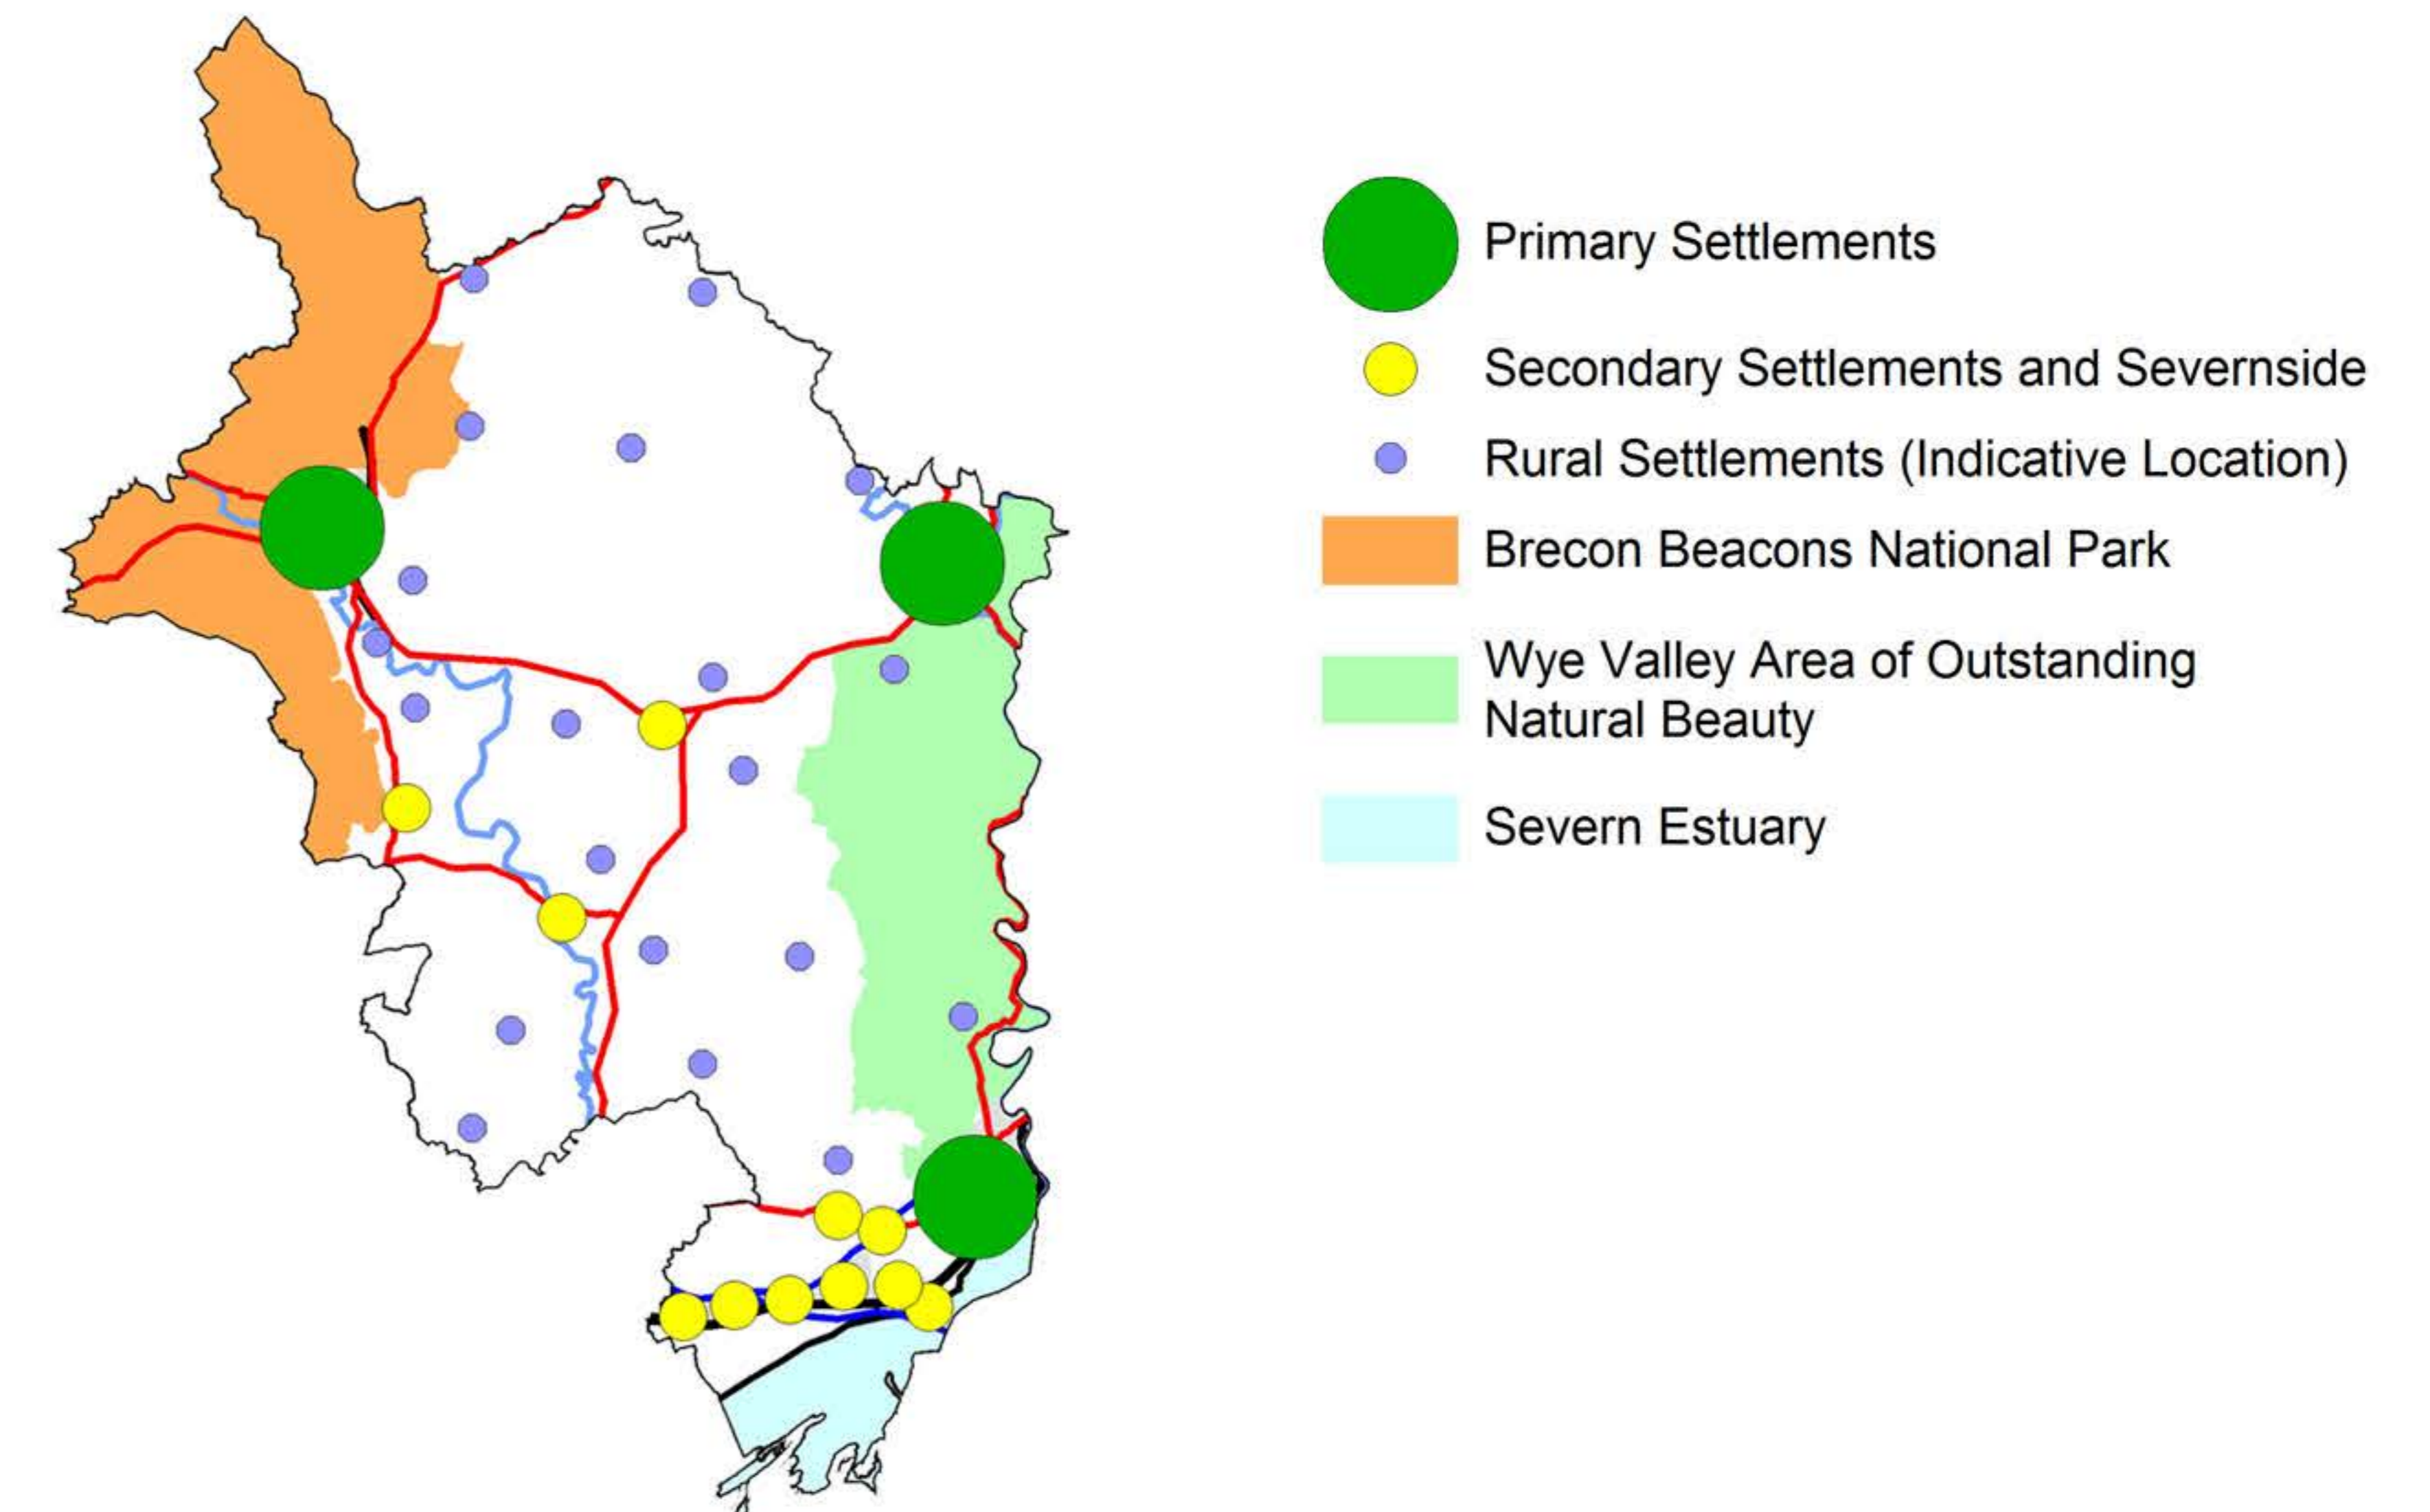 Primary Settlements
Secondary Settlements and Severnside
Rural Settlements (Indicative Location)
Brecon Beacons National Park
Wye Valley Area of Outstanding
Natural Beauty
Severn Estuary